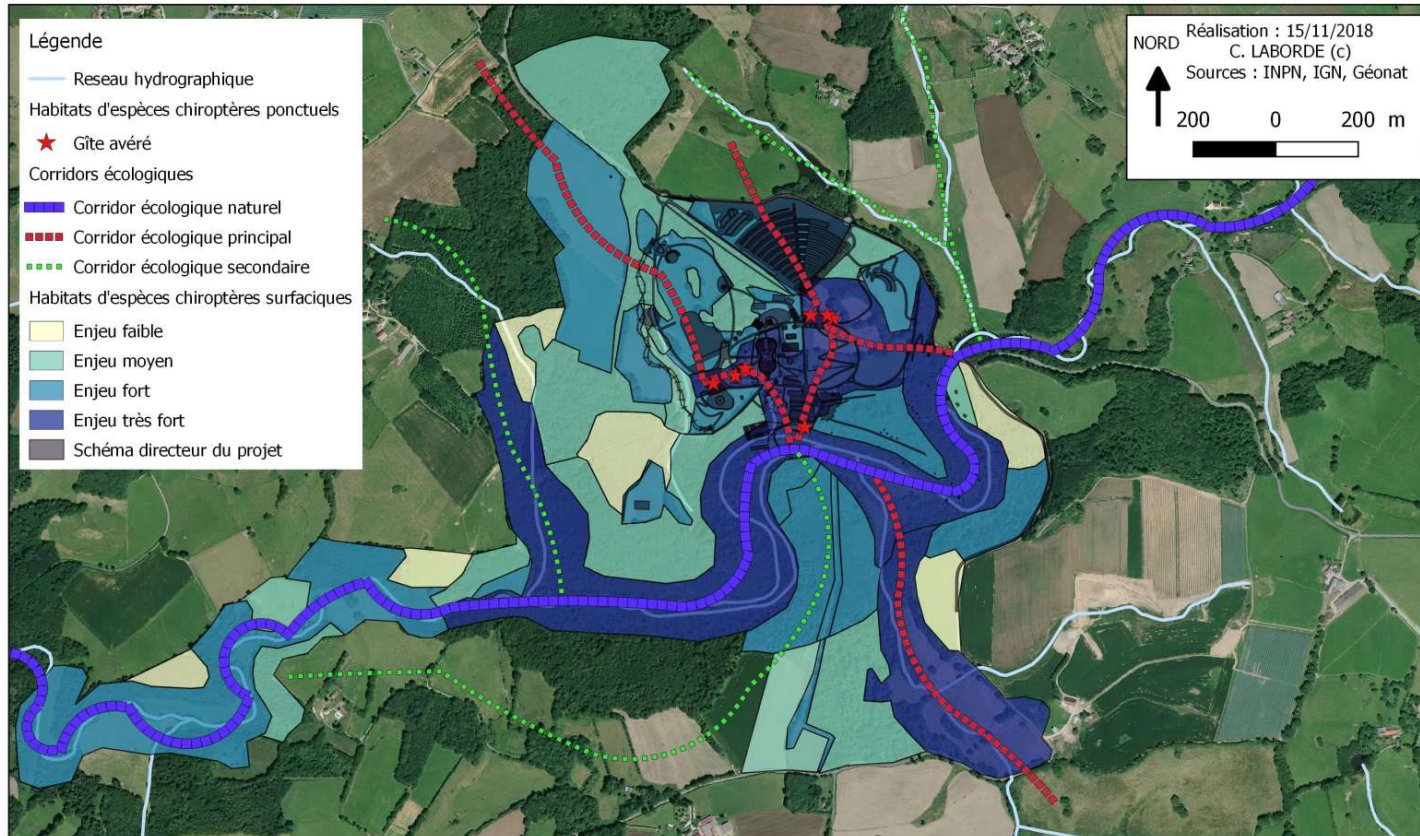 Légende
Reseau hydrographique
Habitats d'espèces chiroptères ponctuels
Gîte avéré
Corridors écologiques
Corridor écologique naturel
Corridor écologique principal
Corridor écologique secondaire
Habitats d'espèces chiroptères surfaciques
Enjeu faible
Enjeu moyen
Enjeu fort
Enjeu très fort
Schéma directeur du projet
Réalisation : 15/11/2018
C. LABORDE (c)
Sources : INPN, IGN, Géonat
NORD
200 0 200 m